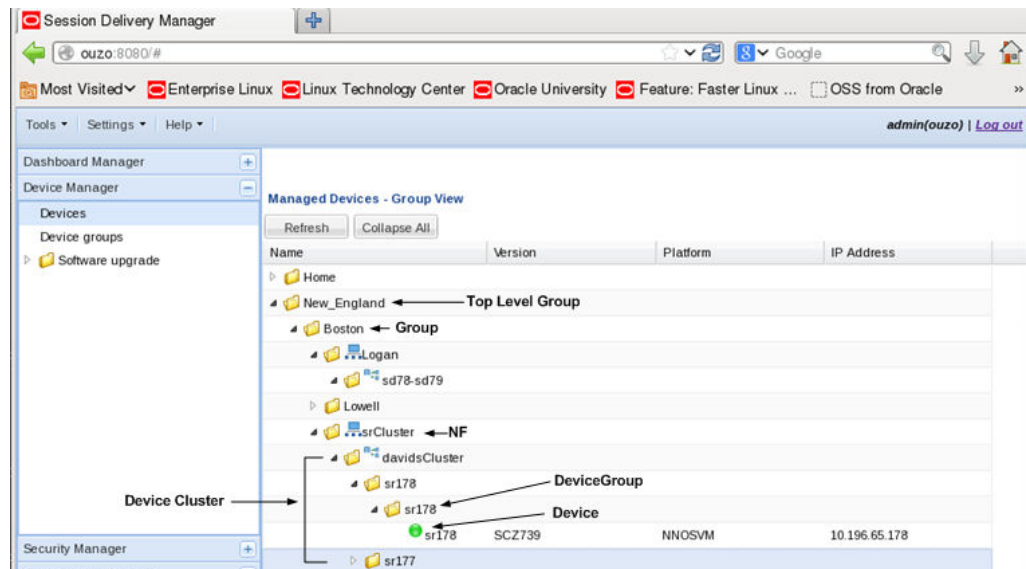 Session Delivery Manager
ouzo:8080/#
Google
Most Visited
Enterprise Linux
Linux Technology Center
Oracle University
Feature: Faster Linux ...
OSS from Oracle
»
Tools
Settings
Help
admin(ouzo) | Log out
Dashboard Manager
Device Manager
Devices
Device groups
Software upgrade
Security Manager
Managed Devices - Group View
Refresh
Collapse All
Name Version Platform IP Address
Home
New_England Top Level Group
Boston Group
Logan
sd78-sd79
Lowell
srCluster NF
davidsCluster
sr178
Device Cluster
DeviceGroup
sr178
Device
sr178 SCZ739 NNOSVM 10.196.65.178
sr177